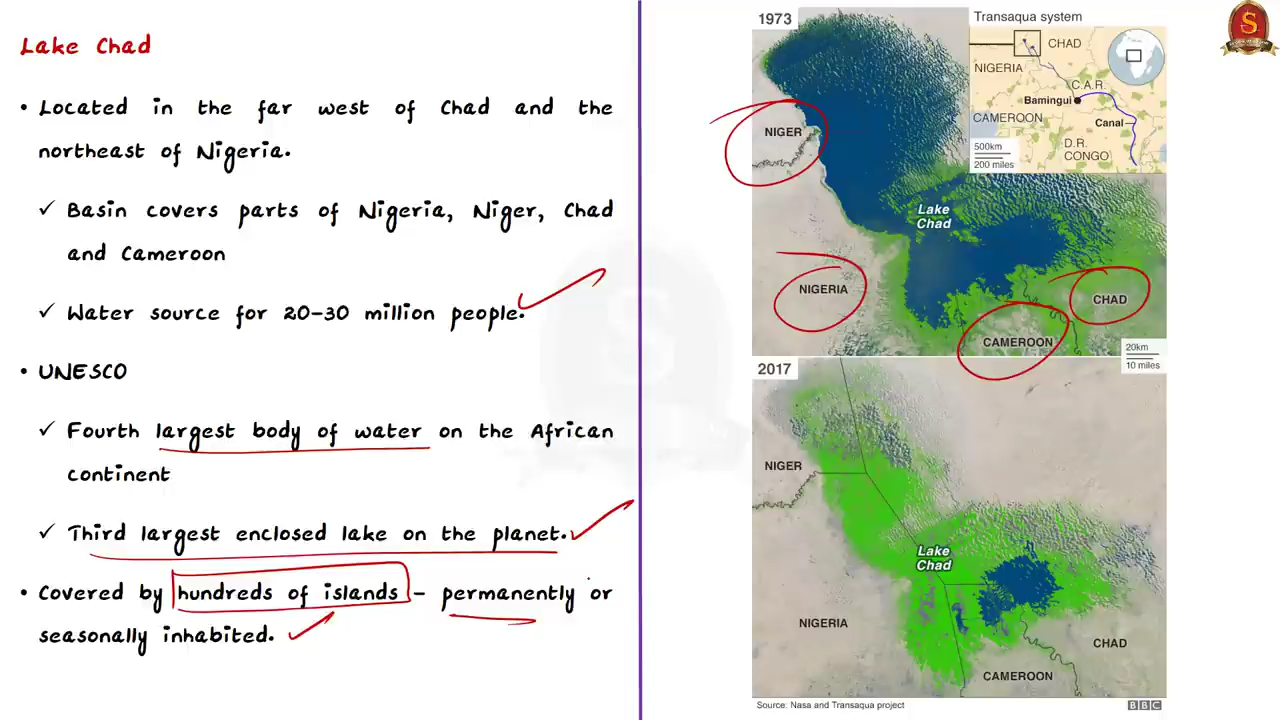 Lake Chad
• Located in the far west of Chad and the
northeast of Nigeria.
✓ Basin covers parts of Nigeria, Niger, Chad
and Cameroon
✓ Water source for 20-30 million people.
• UNESCO
✓ Fourth largest body of water on the African
continent
✓ Third largest enclosed lake on the planet.
• Covered by hundreds of islands - permanently or
seasonally inhabited.
1973
Transaqua system
CHAD
NIGERIA
C.A.R.
Bamingui
CAMEROON
Canal
D.R.
CONGO
500km
200 miles
NIGER
Lake
Chad
NIGERIA
CHAD
CAMEROON
20km
10 miles
2017
NIGER
Lake
Chad
NIGERIA
CHAD
CAMEROON
Source: Nasa and Transaqua project
BBC
S